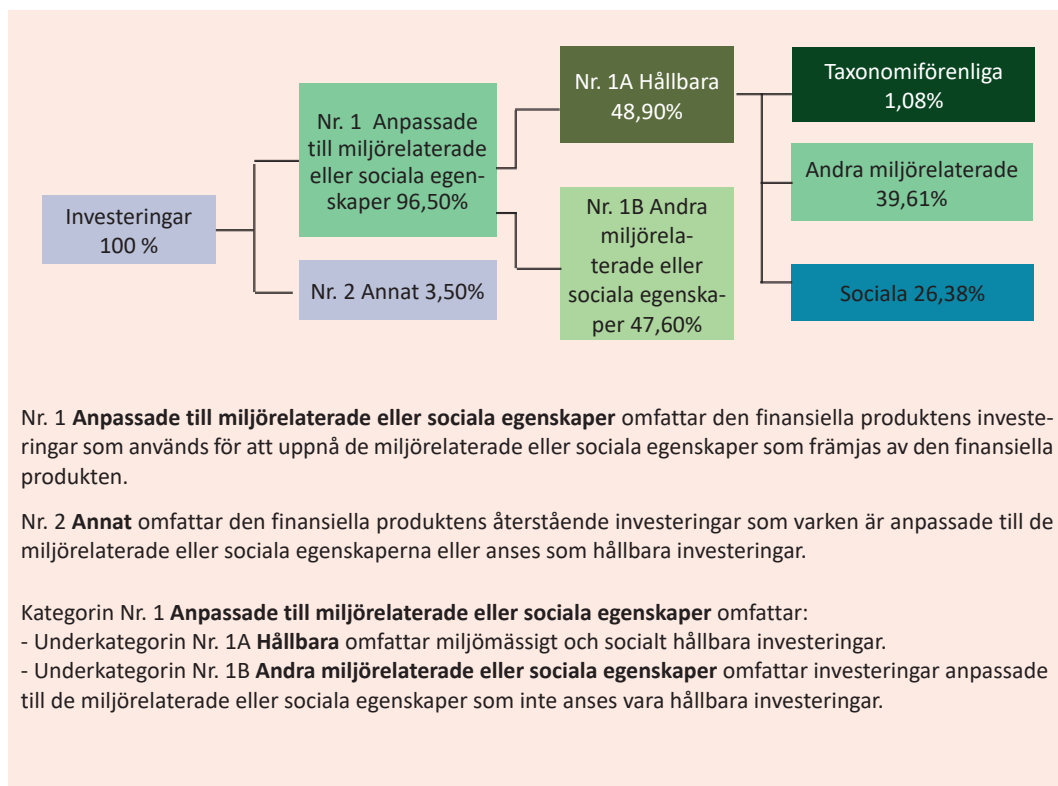 Investeringar
100 %
Nr. 1 Anpassade
till miljörelaterade
eller sociala egen-
skaper 96,50%
Nr. 2 Annat 3,50%
Nr. 1A Hållbara
48,90%
Nr. 1B Andra
miljörela-
terade eller
sociala egenska-
per 47,60%
Taxonomiförenliga
1,08%
Andra miljörelaterade
39,61%
Sociala 26,38%
Nr. 1 Anpassade till miljörelaterade eller sociala egenskaper omfattar den finansiella produktens investe-
ringar som används för att uppnå de miljörelaterade eller sociala egenskaper som främjas av den finansiella
produkten.
Nr. 2 Annat omfattar den finansiella produktens återstående investeringar som varken är anpassade till de
miljörelaterade eller sociala egenskaperna eller anses som hållbara investeringar.
Kategorin Nr. 1 Anpassade till miljörelaterade eller sociala egenskaper omfattar:
- Underkategorin Nr. 1A Hållbara omfattar miljömässigt och socialt hållbara investeringar.
- Underkategorin Nr. 1B Andra miljörelaterade eller sociala egenskaper omfattar investeringar anpassade
till de miljörelaterade eller sociala egenskaper som inte anses vara hållbara investeringar.